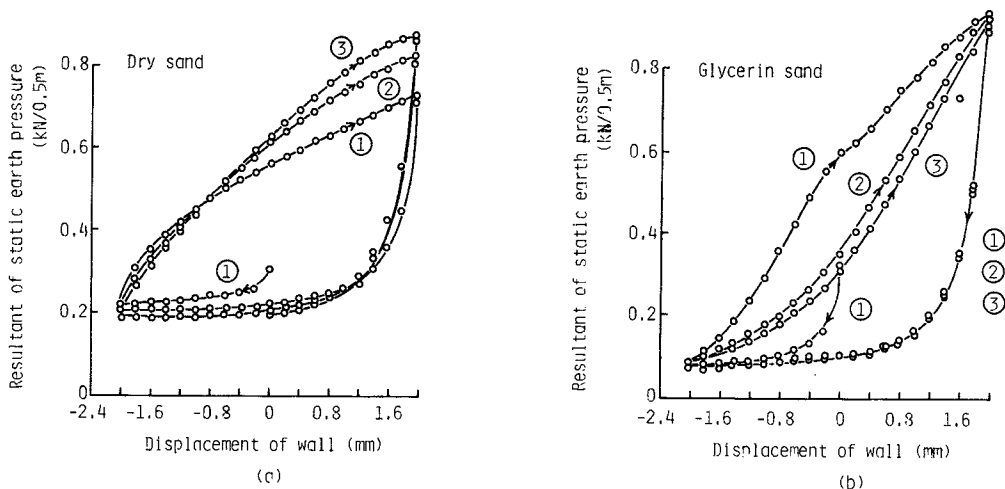 Resultant of static earth pressure
(kN/0.5m)
Dry sand
0.8
0.6
0.4
0.2
0
③
②
①
①
-2.4 -1.6 -0.8 0 0.8 1.6
Displacement of wall (mm)
(a)
Resultant of static earth pressure
(kN/0.5m)
Glycerin sand
0.8
0.6
0.4
0.2
0
①
②
③
①
①
②
③
-2.4 -1.6 -0.8 0 0.8 1.6
Displacement of wall (mm)
(b)